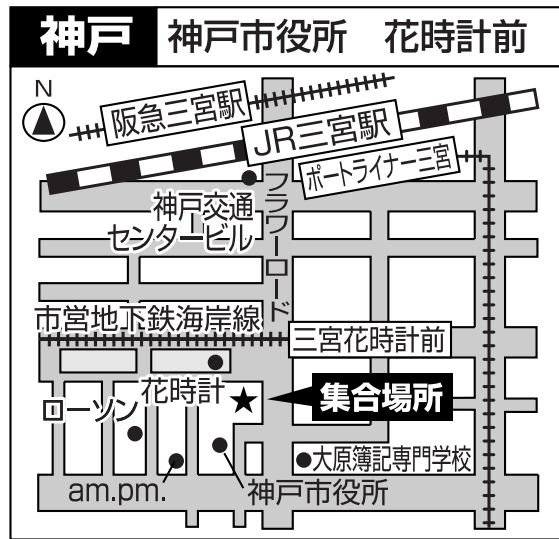 神戸 神戸市役所 花時計前
N
阪急三宮駅
JR三宮駅
ポートライナー三宮
神戸交通
センタービル
フラワーロード
市営地下鉄海岸線
三宮花時計前
花時計
集合場所
ローソン
大原簿記専門学校
am.pm.
神戸市役所